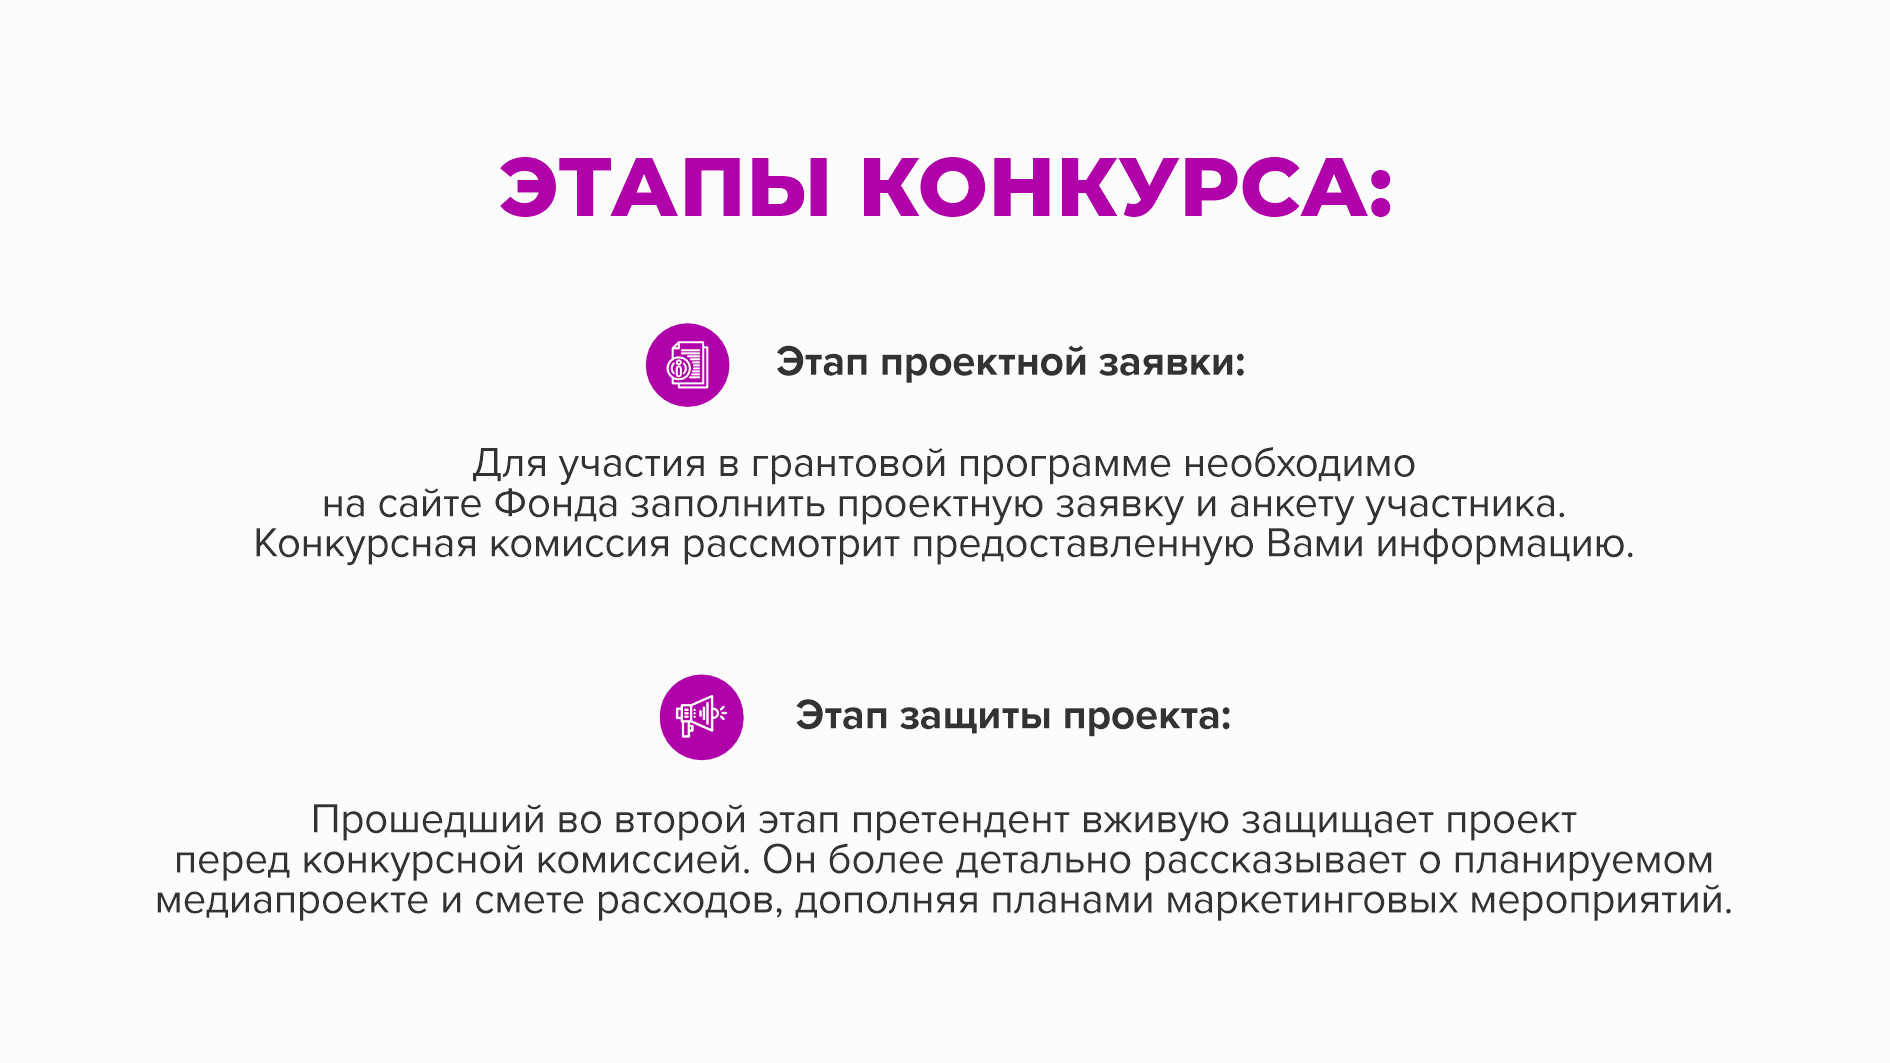 ЭТАПЫ КОНКУРСА:
Этап проектной заявки:
Для участия в грантовой программе необходимо
на сайте Фонда заполнить проектную заявку и анкету участника.
Конкурсная комиссия рассмотрит предоставленную Вами информацию.
Этап защиты проекта:
Прошедший во второй этап претендент вживую защищает проект
перед конкурсной комиссией. Он более детально рассказывает о планируемом
медиапроекте и смете расходов, дополняя планами маркетинговых мероприятий.